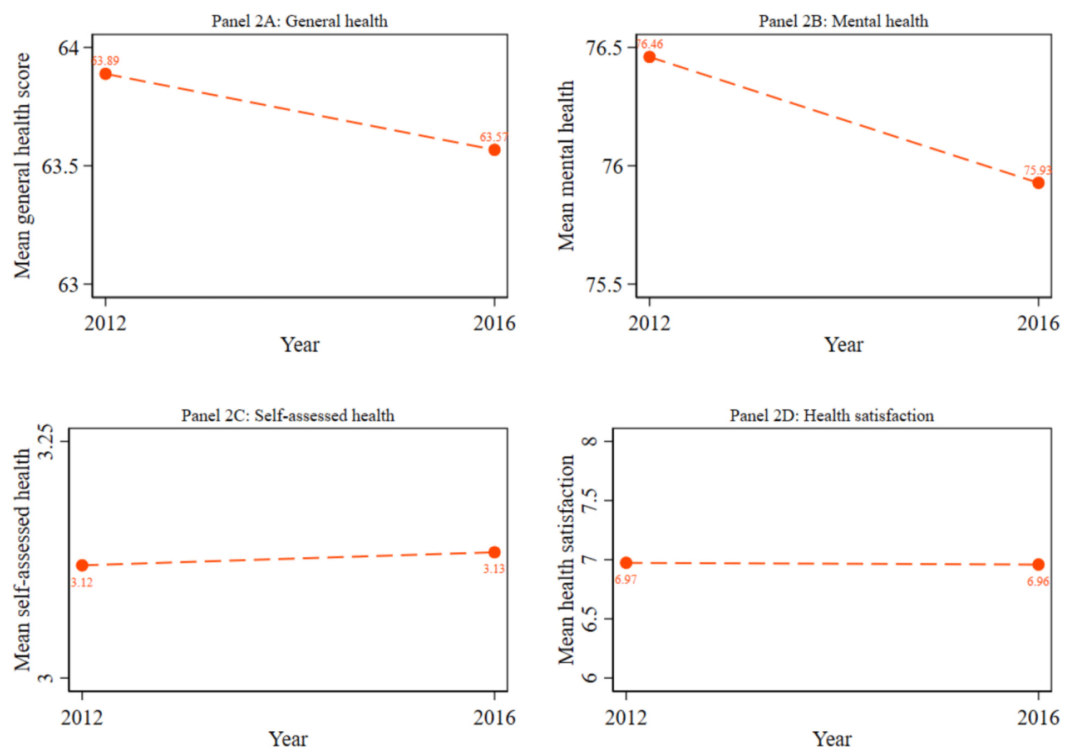 Panel 2A: General health
Mean general health score
64
63.5
63
63.89
63.57
2012
2016
Year
Panel 2B: Mental health
Mean mental health
76.5
76
75.5
76.46
75.93
2012
2016
Year
Panel 2C: Self-assessed health
Mean self-assessed health
3.25
3
3.12
3.13
2012
2016
Year
Panel 2D: Health satisfaction
Mean health satisfaction
8
7.5
7
6.5
6
6.97
6.96
2012
2016
Year